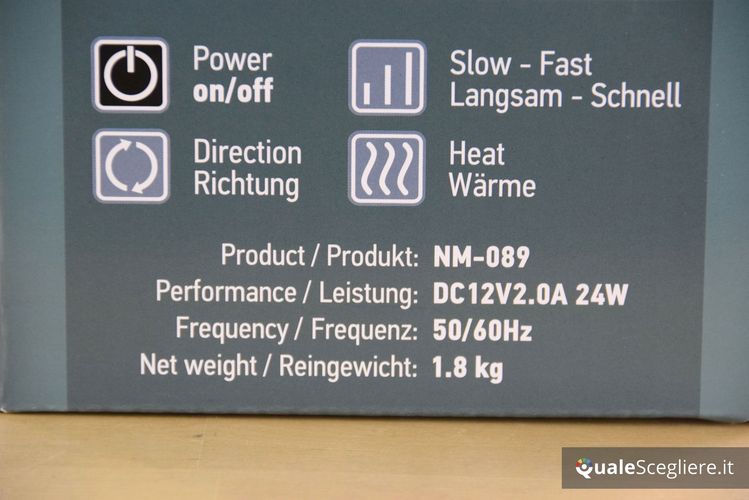 Power
on/off
Slow - Fast
Langsam - Schnell
Direction
Richtung
Heat
Wärme
Product / Produkt: NM-089
Performance / Leistung: DC12V2.0A 24W
Frequency / Frequenz: 50/60Hz
Net weight / Reingewicht: 1.8 kg
QualeScegliere.it